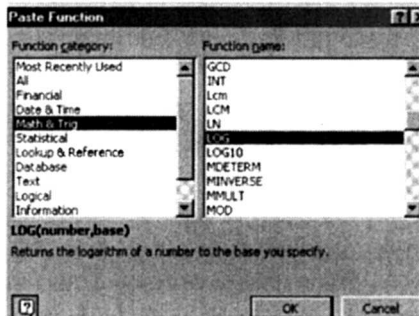 Paste Function
Function category:
Most Recently Used
All
Financial
Date & Time
Math & Trig
Statistical
Lookup & Reference
Database
Text
Logical
Information
Function name:
GCD
INT
Lcm
LCM
LN
LOG
LOG10
MDETERM
MINVERSE
MMULT
MOD
LOG(number,base)
Returns the logarithm of a number to the base you specify.
OK
Cancel